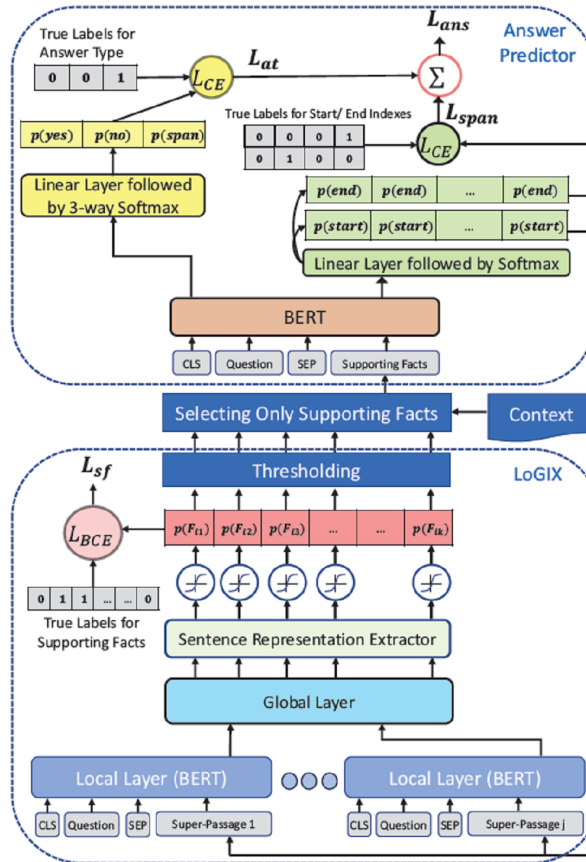 True Labels for
Answer Type
0 0 1
L_CE
L_at
L_ans
Σ
Answer
Predictor
L_span
True Labels for Start/ End Indexes
0 0 0 1
0 1 0 0
L_CE
p(yes) p(no) p(span)
Linear Layer followed
by 3-way Softmax
p(end) p(end) ... p(end)
p(start) p(start) ... p(start)
Linear Layer followed by Softmax
BERT
CLS Question SEP Supporting Facts
Selecting Only Supporting Facts
Context
Thresholding
LoGIX
L_sf
L_BCE
p(F_i1) p(F_i2) p(F_i3) ... ... p(F_ik)
0 1 1 ... ... 0
True Labels for
Supporting Facts
Sentence Representation Extractor
Global Layer
Local Layer (BERT)
Local Layer (BERT)
CLS Question SEP Super-Passage 1
CLS Question SEP Super-Passage j